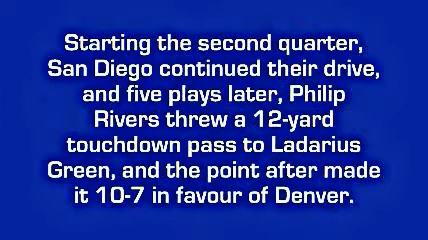 Starting the second quarter,
San Diego continued their drive,
and five plays later, Philip
Rivers threw a 12-yard
touchdown pass to Ladarius
Green, and the point after made
it 10-7 in favour of Denver.